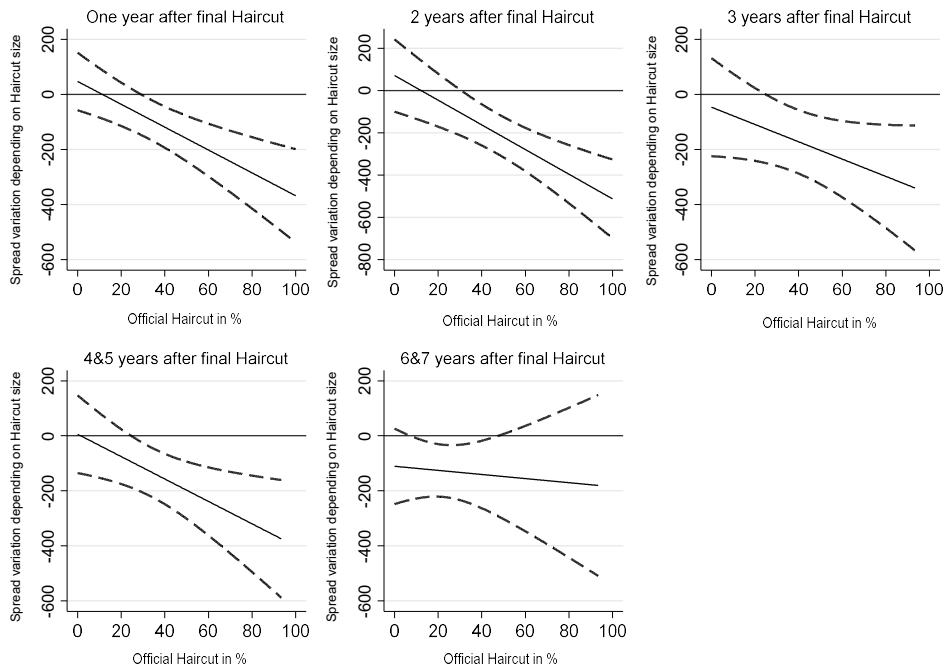 One year after final Haircut
Spread variation depending on Haircut size
200
0
-200
-400
-600
0 20 40 60 80 100
Official Haircut in %
2 years after final Haircut
Spread variation depending on Haircut size
200
0
-200
-400
-600
-800
0 20 40 60 80 100
Official Haircut in %
3 years after final Haircut
Spread variation depending on Haircut size
200
0
-200
-400
-600
0 20 40 60 80 100
Official Haircut in %
4&5 years after final Haircut
Spread variation depending on Haircut size
200
0
-200
-400
-600
0 20 40 60 80 100
Official Haircut in %
6&7 years after final Haircut
Spread variation depending on Haircut size
200
0
-200
-400
-600
0 20 40 60 80 100
Official Haircut in %